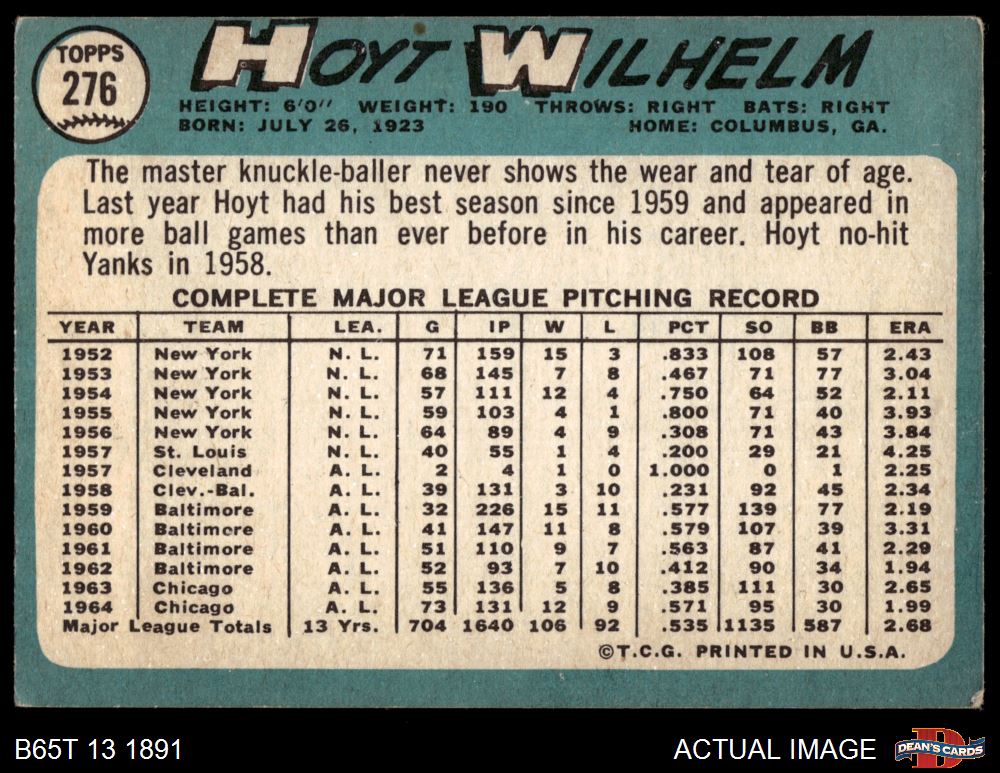 TOPPS
276
HOYT WILHELM
HEIGHT: 6'0" WEIGHT: 190 THROWS: RIGHT BATS: RIGHT
BORN: JULY 26, 1923 HOME: COLUMBUS, GA.
The master knuckle-baller never shows the wear and tear of age.
Last year Hoyt had his best season since 1959 and appeared in
more ball games than ever before in his career. Hoyt no-hit
Yanks in 1958.
COMPLETE MAJOR LEAGUE PITCHING RECORD
YEAR TEAM LEA. G IP W L PCT SO BB ERA
1952 New York N. L. 71 159 15 3 .833 108 57 2.43
1953 New York N. L. 68 145 7 8 .467 71 77 3.04
1954 New York N. L. 57 111 12 4 .750 64 52 2.11
1955 New York N. L. 59 103 4 1 .800 71 40 3.93
1956 New York N. L. 64 89 4 9 .308 71 43 3.84
1957 St. Louis N. L. 40 55 1 4 .200 29 21 4.25
1957 Cleveland A. L. 2 4 1 0 1.000 0 1 2.25
1958 Clev.-Bal. A. L. 39 131 3 10 .231 92 45 2.34
1959 Baltimore A. L. 32 226 15 11 .577 139 77 2.19
1960 Baltimore A. L. 41 147 11 8 .579 107 39 3.31
1961 Baltimore A. L. 51 110 9 7 .563 87 41 2.29
1962 Baltimore A. L. 52 93 7 10 .412 90 34 1.94
1963 Chicago A. L. 55 136 5 8 .385 111 30 2.65
1964 Chicago A. L. 73 131 12 9 .571 95 30 1.99
Major League Totals 13 Yrs. 704 1640 106 92 .535 1135 587 2.68
©T.C.G. PRINTED IN U.S.A.
B65T 13 1891 ACTUAL IMAGE
D
DEAN'S CARDS